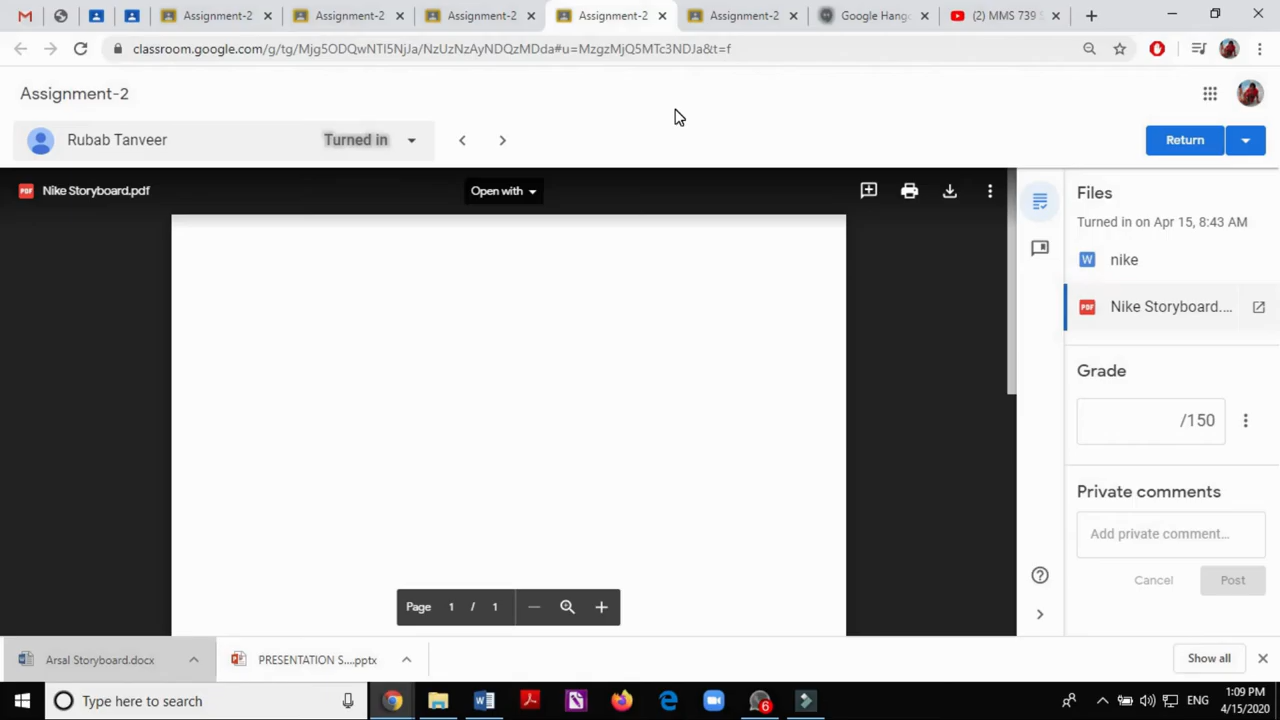 Assignment-2
Assignment-2
Assignment-2
Assignment-2
Assignment-2
Google Hang
(2) MMS 739 S
classroom.google.com/g/tg/Mjg5ODQwNTI5NjJa/NzUzNzAyNDQzMDda#u=MzgzMjQ5MTc3NDJa&t=f
Assignment-2
Rubab Tanveer
Turned in
Return
PDF
Nike Storyboard.pdf
Open with
Files
Turned in on Apr 15, 8:43 AM
W
nike
PDF
Nike Storyboard....
Grade
/150
Private comments
Add private comment...
Cancel
Post
Page 1 / 1
Arsal Storyboard.docx
PRESENTATION S....pptx
Show all
Type here to search
6
ENG
1:09 PM
4/15/2020